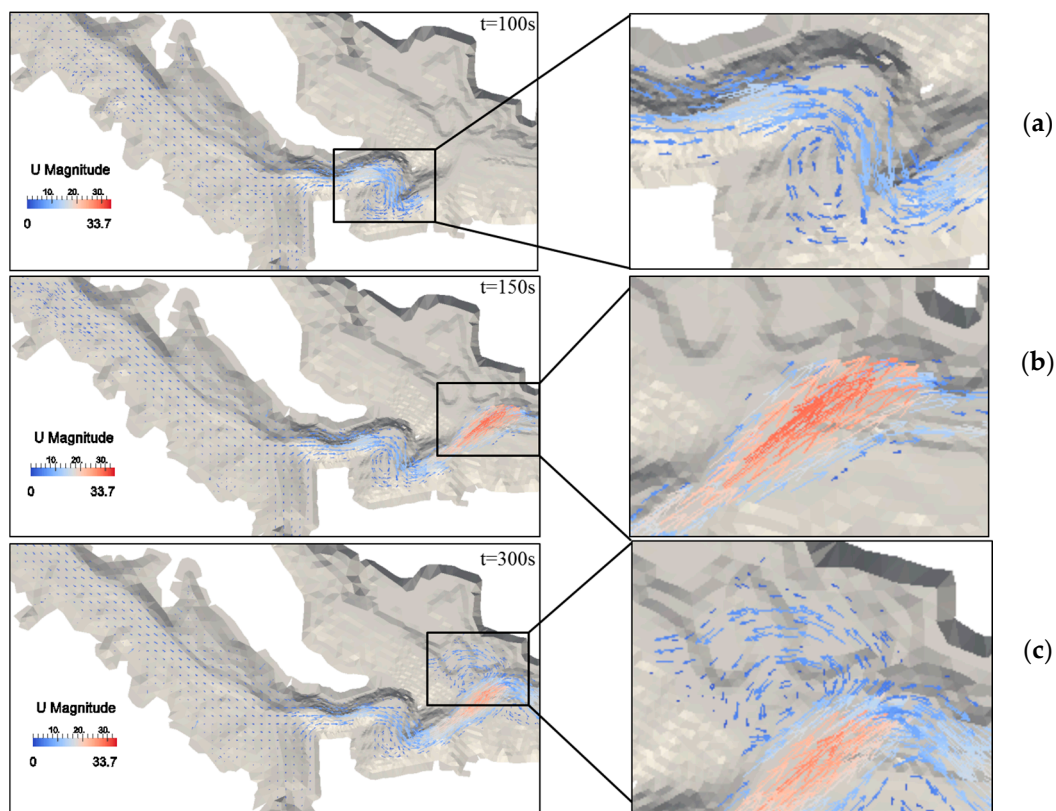 t=100s
(a)
U Magnitude
10. 20. 30.
0 33.7
t=150s
(b)
U Magnitude
10. 20. 30.
0 33.7
t=300s
(c)
U Magnitude
10. 20. 30.
0 33.7